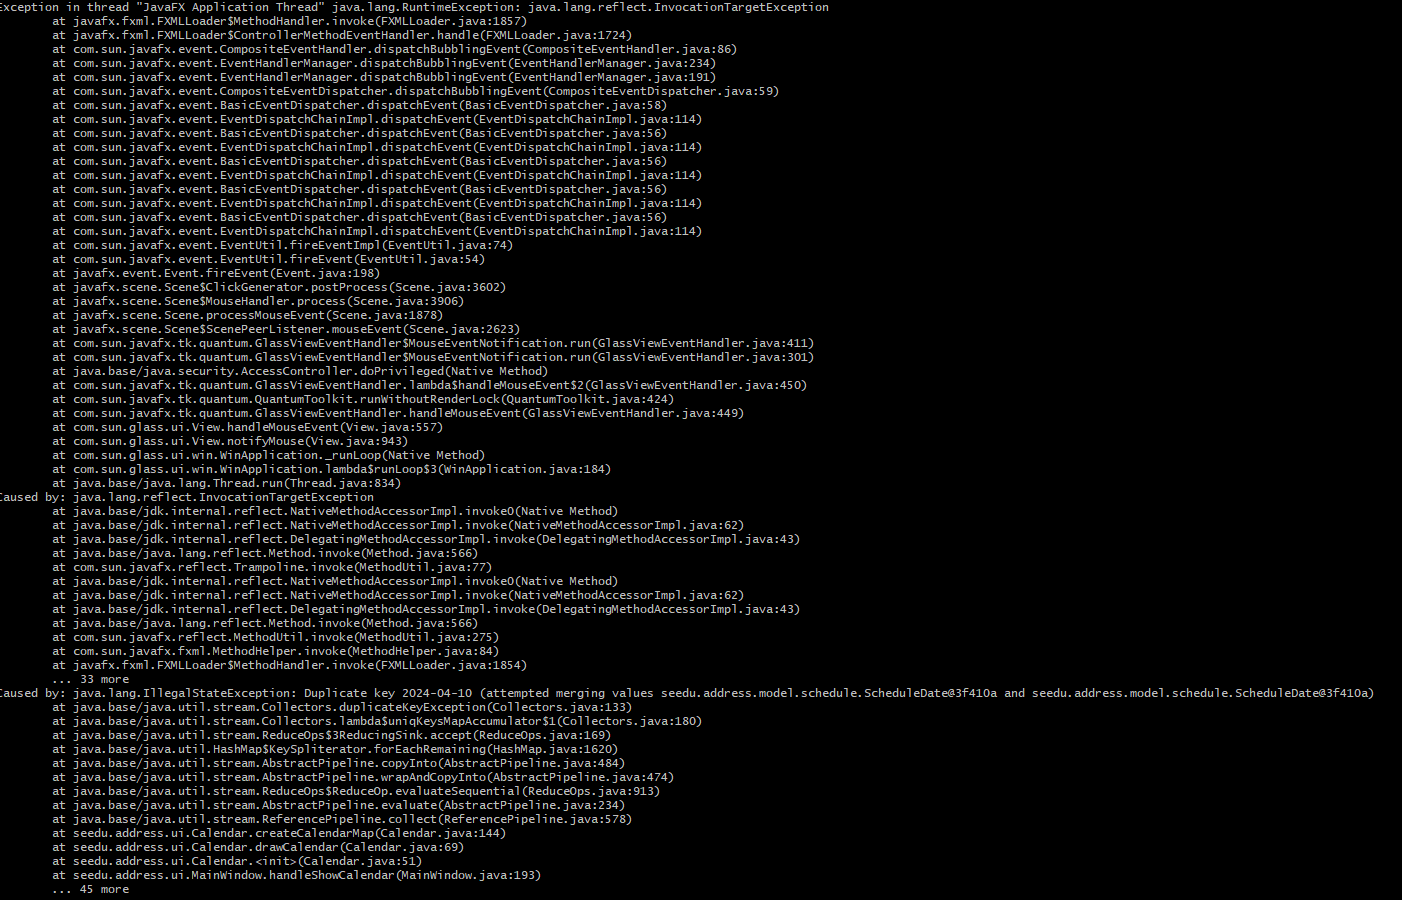 Exception in thread "JavaFX Application Thread" java.lang.RuntimeException: java.lang.reflect.InvocationTargetException
at javafx.fxml.FXMLLoader$MethodHandler.invoke(FXMLLoader.java:1857)
at javafx.fxml.FXMLLoader$ControllerMethodEventHandler.handle(FXMLLoader.java:1724)
at com.sun.javafx.event.CompositeEventHandler.dispatchBubblingEvent(CompositeEventHandler.java:86)
at com.sun.javafx.event.EventHandlerManager.dispatchBubblingEvent(EventHandlerManager.java:234)
at com.sun.javafx.event.EventHandlerManager.dispatchBubblingEvent(EventHandlerManager.java:191)
at com.sun.javafx.event.CompositeEventDispatcher.dispatchBubblingEvent(CompositeEventDispatcher.java:59)
at com.sun.javafx.event.BasicEventDispatcher.dispatchEvent(BasicEventDispatcher.java:58)
at com.sun.javafx.event.EventDispatchChainImpl.dispatchEvent(EventDispatchChainImpl.java:114)
at com.sun.javafx.event.BasicEventDispatcher.dispatchEvent(BasicEventDispatcher.java:56)
at com.sun.javafx.event.EventDispatchChainImpl.dispatchEvent(EventDispatchChainImpl.java:114)
at com.sun.javafx.event.BasicEventDispatcher.dispatchEvent(BasicEventDispatcher.java:56)
at com.sun.javafx.event.EventDispatchChainImpl.dispatchEvent(EventDispatchChainImpl.java:114)
at com.sun.javafx.event.BasicEventDispatcher.dispatchEvent(BasicEventDispatcher.java:56)
at com.sun.javafx.event.EventDispatchChainImpl.dispatchEvent(EventDispatchChainImpl.java:114)
at com.sun.javafx.event.BasicEventDispatcher.dispatchEvent(BasicEventDispatcher.java:56)
at com.sun.javafx.event.EventDispatchChainImpl.dispatchEvent(EventDispatchChainImpl.java:114)
at com.sun.javafx.event.EventUtil.fireEventImpl(EventUtil.java:74)
at com.sun.javafx.event.EventUtil.fireEvent(EventUtil.java:54)
at javafx.event.Event.fireEvent(Event.java:198)
at javafx.scene.Scene$ClickGenerator.postProcess(Scene.java:3602)
at javafx.scene.Scene$MouseHandler.process(Scene.java:3906)
at javafx.scene.Scene.processMouseEvent(Scene.java:1878)
at javafx.scene.Scene$ScenePeerListener.mouseEvent(Scene.java:2623)
at com.sun.javafx.tk.quantum.GlassViewEventHandler$MouseEventNotification.run(GlassViewEventHandler.java:411)
at com.sun.javafx.tk.quantum.GlassViewEventHandler$MouseEventNotification.run(GlassViewEventHandler.java:301)
at java.base/java.security.AccessController.doPrivileged(Native Method)
at com.sun.javafx.tk.quantum.GlassViewEventHandler.lambda$handleMouseEvent$2(GlassViewEventHandler.java:450)
at com.sun.javafx.tk.quantum.QuantumToolkit.runWithoutRenderLock(QuantumToolkit.java:424)
at com.sun.javafx.tk.quantum.GlassViewEventHandler.handleMouseEvent(GlassViewEventHandler.java:449)
at com.sun.glass.ui.View.handleMouseEvent(View.java:557)
at com.sun.glass.ui.View.notifyMouse(View.java:943)
at com.sun.glass.ui.win.WinApplication._runLoop(Native Method)
at com.sun.glass.ui.win.WinApplication.lambda$runLoop$3(WinApplication.java:184)
at java.base/java.lang.Thread.run(Thread.java:834)
Caused by: java.lang.reflect.InvocationTargetException
at java.base/jdk.internal.reflect.NativeMethodAccessorImpl.invoke0(Native Method)
at java.base/jdk.internal.reflect.NativeMethodAccessorImpl.invoke(NativeMethodAccessorImpl.java:62)
at java.base/jdk.internal.reflect.DelegatingMethodAccessorImpl.invoke(DelegatingMethodAccessorImpl.java:43)
at java.base/java.lang.reflect.Method.invoke(Method.java:566)
at com.sun.javafx.reflect.Trampoline.invoke(MethodUtil.java:77)
at java.base/jdk.internal.reflect.NativeMethodAccessorImpl.invoke0(Native Method)
at java.base/jdk.internal.reflect.NativeMethodAccessorImpl.invoke(NativeMethodAccessorImpl.java:62)
at java.base/jdk.internal.reflect.DelegatingMethodAccessorImpl.invoke(DelegatingMethodAccessorImpl.java:43)
at java.base/java.lang.reflect.Method.invoke(Method.java:566)
at com.sun.javafx.reflect.MethodUtil.invoke(MethodUtil.java:275)
at com.sun.javafx.fxml.MethodHelper.invoke(MethodHelper.java:84)
at javafx.fxml.FXMLLoader$MethodHandler.invoke(FXMLLoader.java:1854)
... 33 more
Caused by: java.lang.IllegalStateException: Duplicate key 2024-04-10 (attempted merging values seedu.address.model.schedule.ScheduleDate@3f410a and seedu.address.model.schedule.ScheduleDate@3f410a)
at java.base/java.util.stream.Collectors.duplicateKeyException(Collectors.java:133)
at java.base/java.util.stream.Collectors.lambda$uniqKeysMapAccumulator$1(Collectors.java:180)
at java.base/java.util.stream.ReduceOps$3ReducingSink.accept(ReduceOps.java:169)
at java.base/java.util.HashMap$KeySpliterator.forEachRemaining(HashMap.java:1620)
at java.base/java.util.stream.AbstractPipeline.copyInto(AbstractPipeline.java:484)
at java.base/java.util.stream.AbstractPipeline.wrapAndCopyInto(AbstractPipeline.java:474)
at java.base/java.util.stream.ReduceOps$ReduceOp.evaluateSequential(ReduceOps.java:913)
at java.base/java.util.stream.AbstractPipeline.evaluate(AbstractPipeline.java:234)
at java.base/java.util.stream.ReferencePipeline.collect(ReferencePipeline.java:578)
at seedu.address.ui.Calendar.createCalendarMap(Calendar.java:144)
at seedu.address.ui.Calendar.drawCalendar(Calendar.java:69)
at seedu.address.ui.Calendar.<init>(Calendar.java:51)
at seedu.address.ui.MainWindow.handleShowCalendar(MainWindow.java:193)
... 45 more